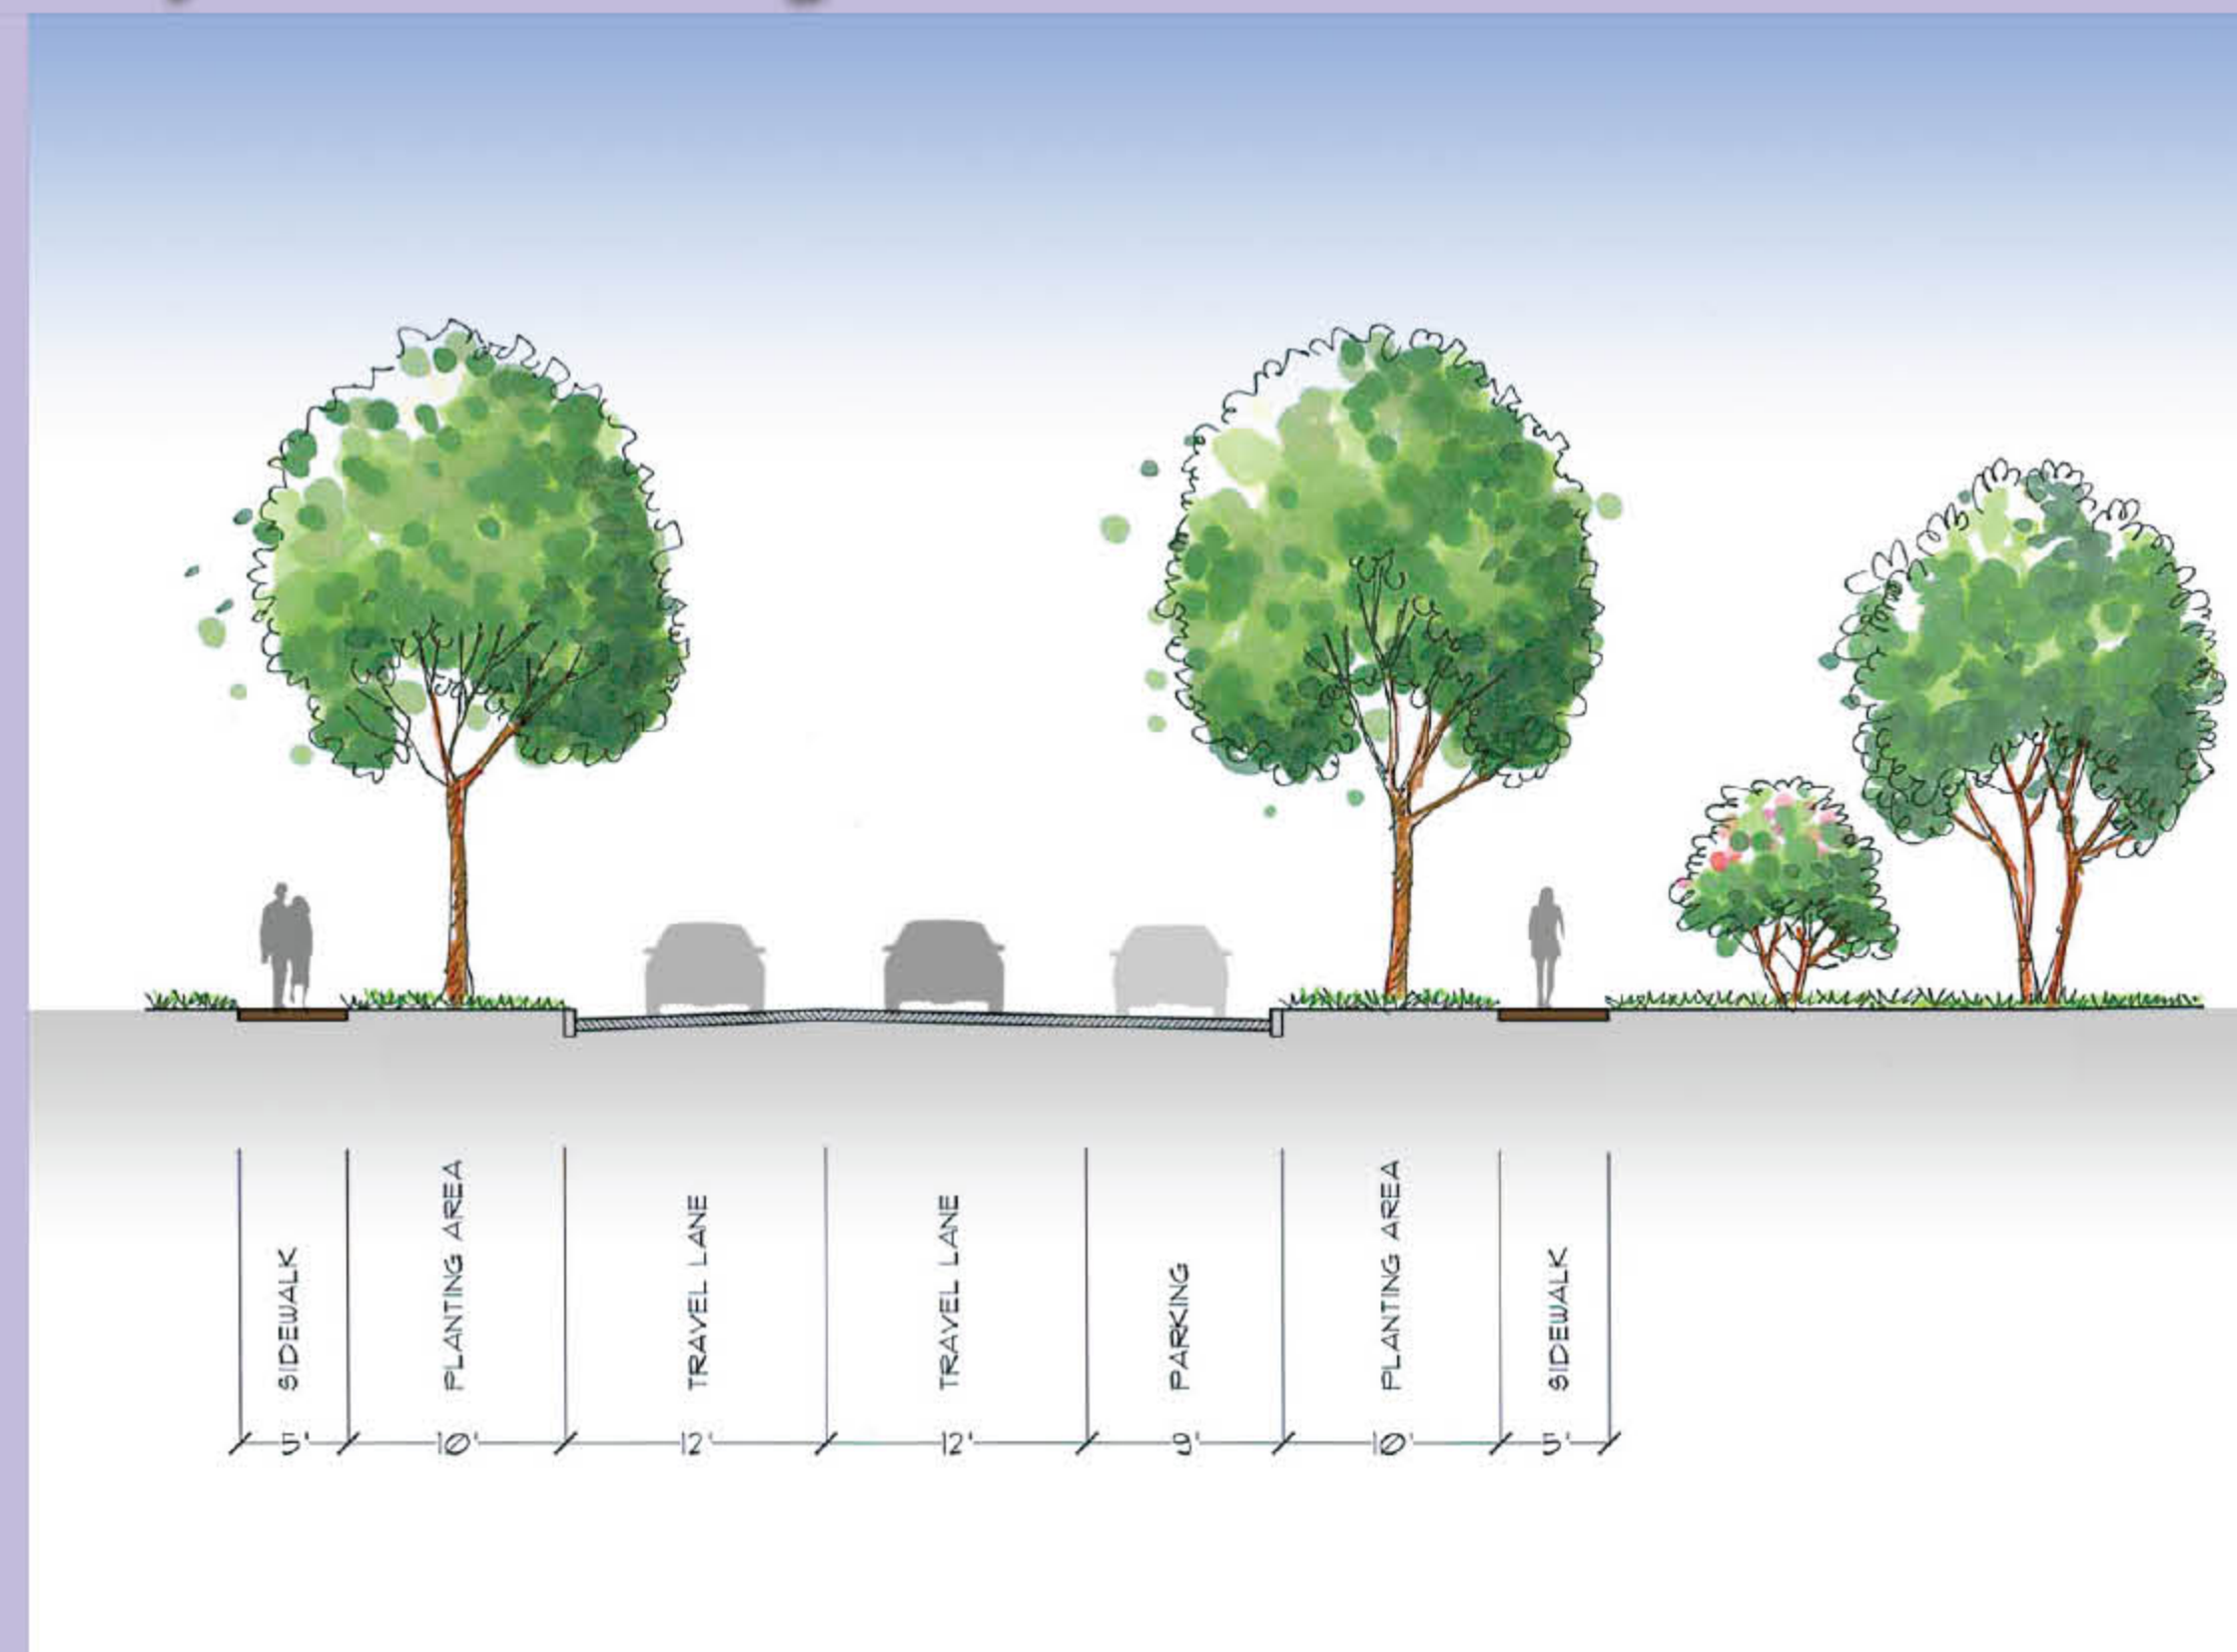 SIDEWALK
PLANTING AREA
TRAVEL LANE
TRAVEL LANE
PARKING
PLANTING AREA
SIDEWALK
5'
10'
12'
12'
9'
10'
5'